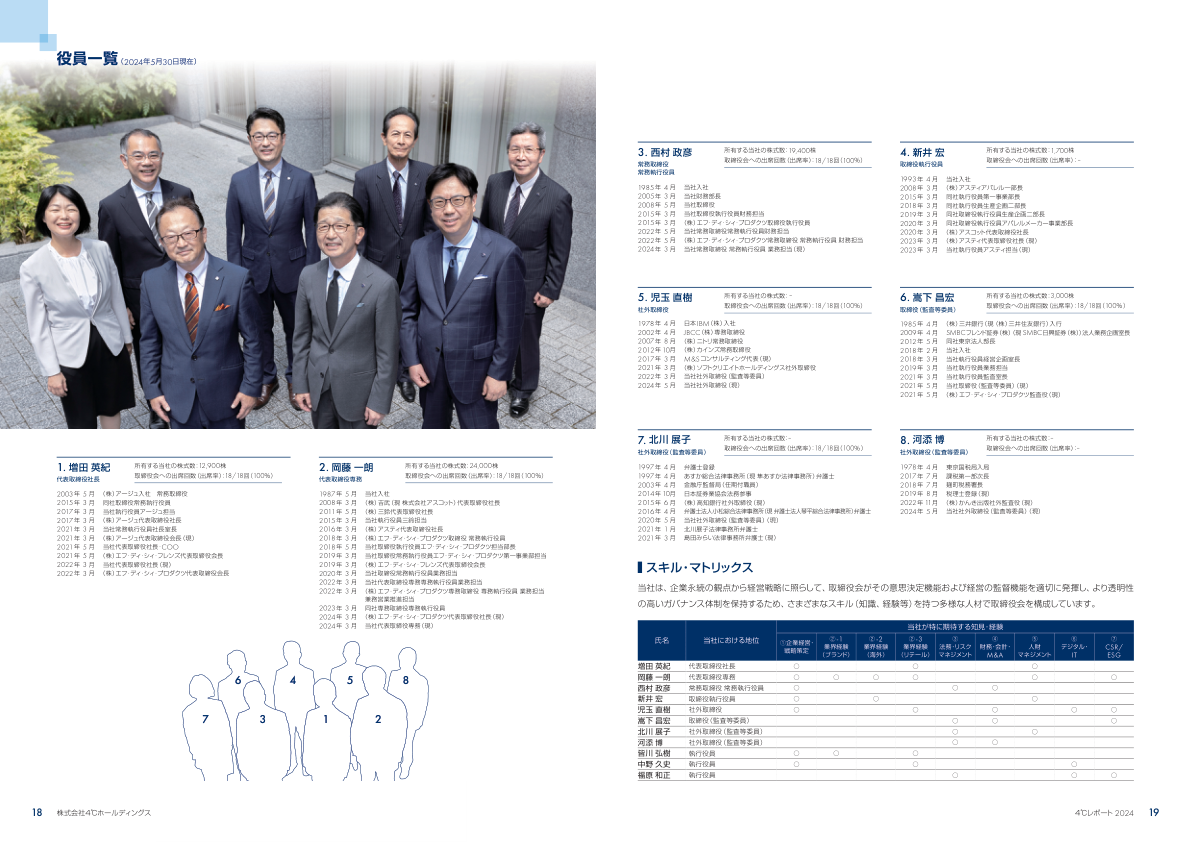 役員一覧（2024年5月30日現在）
1. 増田 英紀
代表取締役社長
所有する当社の株式数：12,900株
取締役会への出席回数（出席率）：18/18回（100%）
2003年 5月 （株）アージュ入社 常務取締役
2015年 3月 同社取締役常務執行役員
2017年 3月 当社執行役員アージュ担当
2017年 3月 （株）アージュ代表取締役社長
2021年 3月 当社常務執行役員社長室長
2021年 3月 （株）アージュ代表取締役会長（現）
2021年 5月 当社代表取締役社長・COO
2021年 5月 （株）エフ・ディ・シィ・フレンズ代表取締役会長
2022年 3月 当社代表取締役社長（現）
2022年 3月 （株）エフ・ディ・シィ・プロダクツ代表取締役会長
2. 岡藤 一朗
代表取締役専務
所有する当社の株式数：24,000株
取締役会への出席回数（出席率）：18/18回（100%）
1987年 5月 当社入社
2008年 3月 （株）吉武（現 株式会社アスコット）代表取締役社長
2011年 5月 （株）三鈴代表取締役社長
2015年 3月 当社執行役員三鈴担当
2016年 3月 （株）アスティ代表取締役社長
2018年 3月 （株）エフ・ディ・シィ・プロダクツ取締役 常務執行役員
2018年 5月 当社取締役執行役員エフ・ディ・シィ・プロダクツ担当部長
2019年 3月 当社取締役常務執行役員エフ・ディ・シィ・プロダクツ第一事業部担当
2019年 3月 （株）エフ・ディ・シィ・フレンズ代表取締役会長
2020年 3月 当社取締役常務執行役員業務担当
2022年 3月 当社代表取締役専務専務執行役員業務担当
2022年 3月 （株）エフ・ディ・シィ・プロダクツ専務取締役 専務執行役員 業務担当
兼務営業推進担当
2023年 3月 同社専務取締役専務執行役員
2024年 3月 （株）エフ・ディ・シィ・プロダクツ代表取締役社長（現）
2024年 3月 当社代表取締役専務（現）
6 4 5 8
7 3 1 2
18 株式会社4℃ホールディングス
3. 西村 政彦
常務取締役
常務執行役員
所有する当社の株式数：19,400株
取締役会への出席回数（出席率）：18/18回（100%）
1985年 4月 当社入社
2005年 3月 当社財務部長
2008年 5月 当社取締役
2015年 3月 当社取締役執行役員財務担当
2015年 3月 （株）エフ・ディ・シィ・プロダクツ取締役執行役員
2022年 5月 当社常務取締役常務執行役員財務担当
2022年 5月 （株）エフ・ディ・シィ・プロダクツ常務取締役 常務執行役員 財務担当
2024年 3月 当社常務取締役 常務執行役員 業務担当（現）
4. 新井 宏
取締役執行役員
所有する当社の株式数：1,700株
取締役会への出席回数（出席率）：-
1993年 4月 当社入社
2008年 3月 （株）アスティアパレル一部長
2015年 3月 同社執行役員第一事業部長
2018年 3月 同社執行役員生産企画二部長
2019年 3月 同社取締役執行役員生産企画二部長
2020年 3月 同社取締役執行役員アパレルメーカー事業部長
2020年 3月 （株）アスコット代表取締役社長
2023年 3月 （株）アスティ代表取締役社長（現）
2023年 3月 当社執行役員アスティ担当（現）
5. 児玉 直樹
社外取締役
所有する当社の株式数：-
取締役会への出席回数（出席率）：18/18回（100%）
1978年 4月 日本IBM（株）入社
2002年 4月 JBCC（株）専務取締役
2007年 8月 （株）ニトリ常務取締役
2012年 10月 （株）カインズ常務取締役
2017年 3月 M&Sコンサルティング代表（現）
2021年 3月 （株）ソフトクリエイトホールディングス社外取締役
2022年 3月 当社社外取締役（監査等委員）
2024年 5月 当社社外取締役（現）
6. 嵩下 昌宏
取締役（監査等委員）
所有する当社の株式数：3,000株
取締役会への出席回数（出席率）：18/18回（100%）
1985年 4月 （株）三井銀行（現（株）三井住友銀行）入行
2009年 4月 SMBCフレンド証券（株）（現 SMBC日興証券（株））法人業務企画室長
2012年 5月 同社東京法人部長
2018年 2月 当社入社
2018年 3月 当社執行役員経営企画室長
2019年 3月 当社執行役員業務担当
2021年 3月 当社執行役員監査室長
2021年 5月 当社取締役（監査等委員）（現）
2021年 5月 （株）エフ・ディ・シィ・プロダクツ監査役（現）
7. 北川 展子
社外取締役（監査等委員）
所有する当社の株式数：-
取締役会への出席回数（出席率）：18/18回（100%）
1997年 4月 弁護士登録
1997年 4月 あすか総合法律事務所（現 隼あすか法律事務所）弁護士
2003年 4月 金融庁監督局（任期付職員）
2014年 10月 日本証券業協会法務参事
2015年 6月 （株）高知銀行社外取締役（現）
2016年 4月 弁護士法人小松総合法律事務所（現 弁護士法人琴平綜合法律事務所）弁護士
2020年 5月 当社社外取締役（監査等委員）（現）
2021年 1月 北川展子法律事務所弁護士
2021年 3月 島田みらい法律事務所弁護士（現）
8. 河添 博
社外取締役（監査等委員）
所有する当社の株式数：-
取締役会への出席回数（出席率）：-
1978年 4月 東京国税局入局
2017年 7月 課税第一部次長
2018年 7月 麹町税務署長
2019年 8月 税理士登録（現）
2022年 11月 （株）かんき出版社外監査役（現）
2024年 5月 当社社外取締役（監査等委員）（現）
スキル・マトリックス
当社は、企業永続の観点から経営戦略に照らして、取締役会がその意思決定機能および経営の監督機能を適切に発揮し、より透明性
の高いガバナンス体制を保持するため、さまざまなスキル（知識、経験等）を持つ多様な人材で取締役会を構成しています。
氏名 当社における地位 当社が特に期待する知見・経験
①企業経営・戦略策定 ②-1 業界経験（ブランド） ②-2 業界経験（海外） ②-3 業界経験（リテール） ③ 法務・リスクマネジメント ④ 財務・会計・M&A ⑤ 人財マネジメント ⑥ デジタル・IT ⑦ CSR/ESG
増田 英紀 代表取締役社長 ○ ○ ○
岡藤 一朗 代表取締役専務 ○ ○ ○ ○ ○ ○
西村 政彦 常務取締役 常務執行役員 ○ ○ ○
新井 宏 取締役執行役員 ○ ○ ○
児玉 直樹 社外取締役 ○ ○ ○ ○ ○
嵩下 昌宏 取締役（監査等委員） ○ ○ ○
北川 展子 社外取締役（監査等委員） ○ ○
河添 博 社外取締役（監査等委員） ○ ○
皆川 弘樹 執行役員 ○ ○ ○
中野 久史 執行役員 ○ ○ ○
福原 和正 執行役員 ○ ○ ○
4℃レポート 2024 19